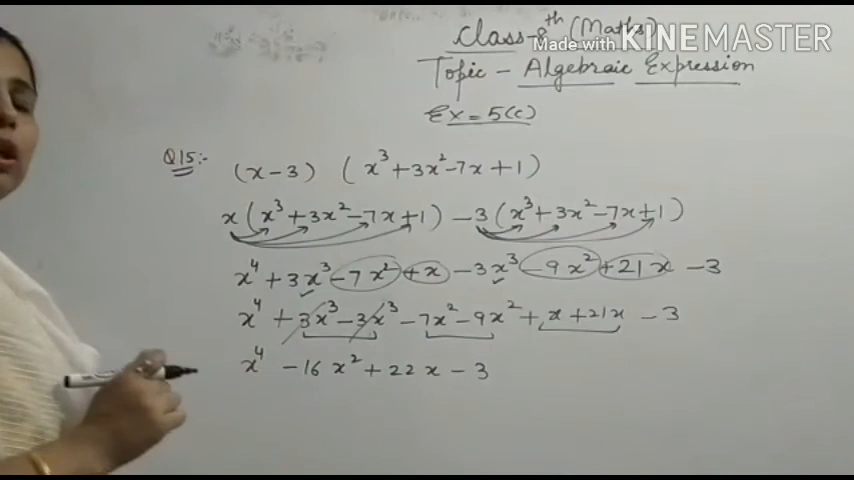 Class-8th (Maths)
Made with KINEMASTER
Topic - Algebraic Expression
Ex = 5(c)
Q15:- (x-3) (x³+3x²-7x+1)
x(x³+3x²-7x+1) -3(x³+3x²-7x+1)
x⁴+3x³-7x²+x-3x³-9x²+21x-3
x⁴+3x³-3x³-7x²-9x²+x+21x-3
x⁴-16x²+22x-3